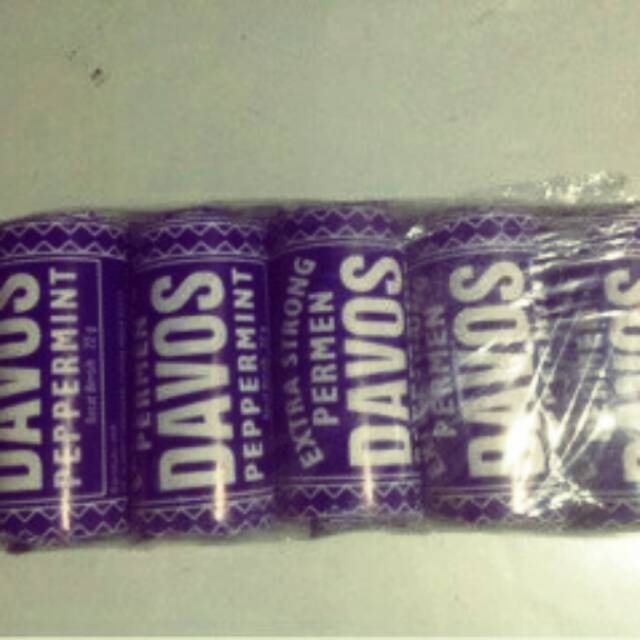 DAVOS
PEPPERMINT
PERMEN
DAVOS
PEPPERMINT
EXTRA STRONG
PERMEN
DAVOS
PERMEN
DAVOS